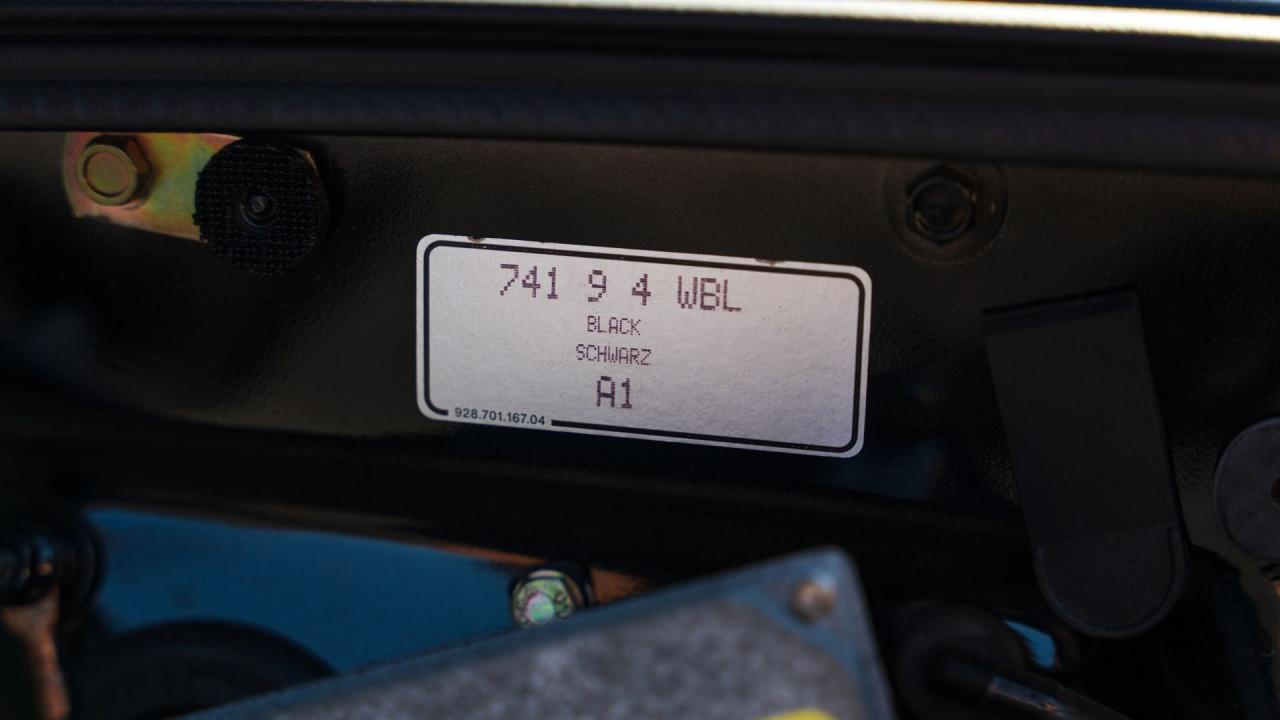 741 9 4 WBL
BLACK
SCHWARZ
A1
928.701.167.04